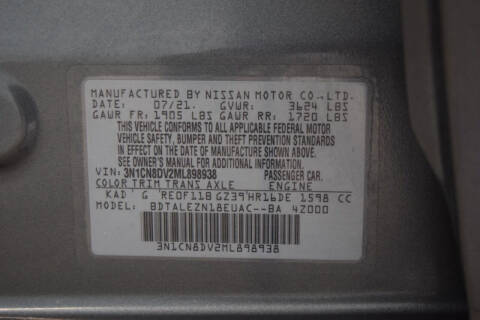 MANUFACTURED BY NISSAN MOTOR CO., LTD.
DATE: 07/21. GVWR: 3624 LBS
GAWR FR: 1905 LBS GAWR RR: 1720 LBS
THIS VEHICLE CONFORMS TO ALL APPLICABLE FEDERAL MOTOR
VEHICLE SAFETY, BUMPER AND THEFT PREVENTION STANDARDS
IN EFFECT ON THE DATE OF MANUFACTURE SHOWN ABOVE.
SEE OWNER'S MANUAL FOR ADDITIONAL INFORMATION.
VIN: 3N1CN8DV2ML898938 PASSENGER CAR.
COLOR TRIM TRANS AXLE ENGINE
KAD G RE0F11B GZ39 HR16DE 1598 CC
MODEL: BDTALEZN18EUAC--BA 4Z000
3N1CN8DV2ML898938